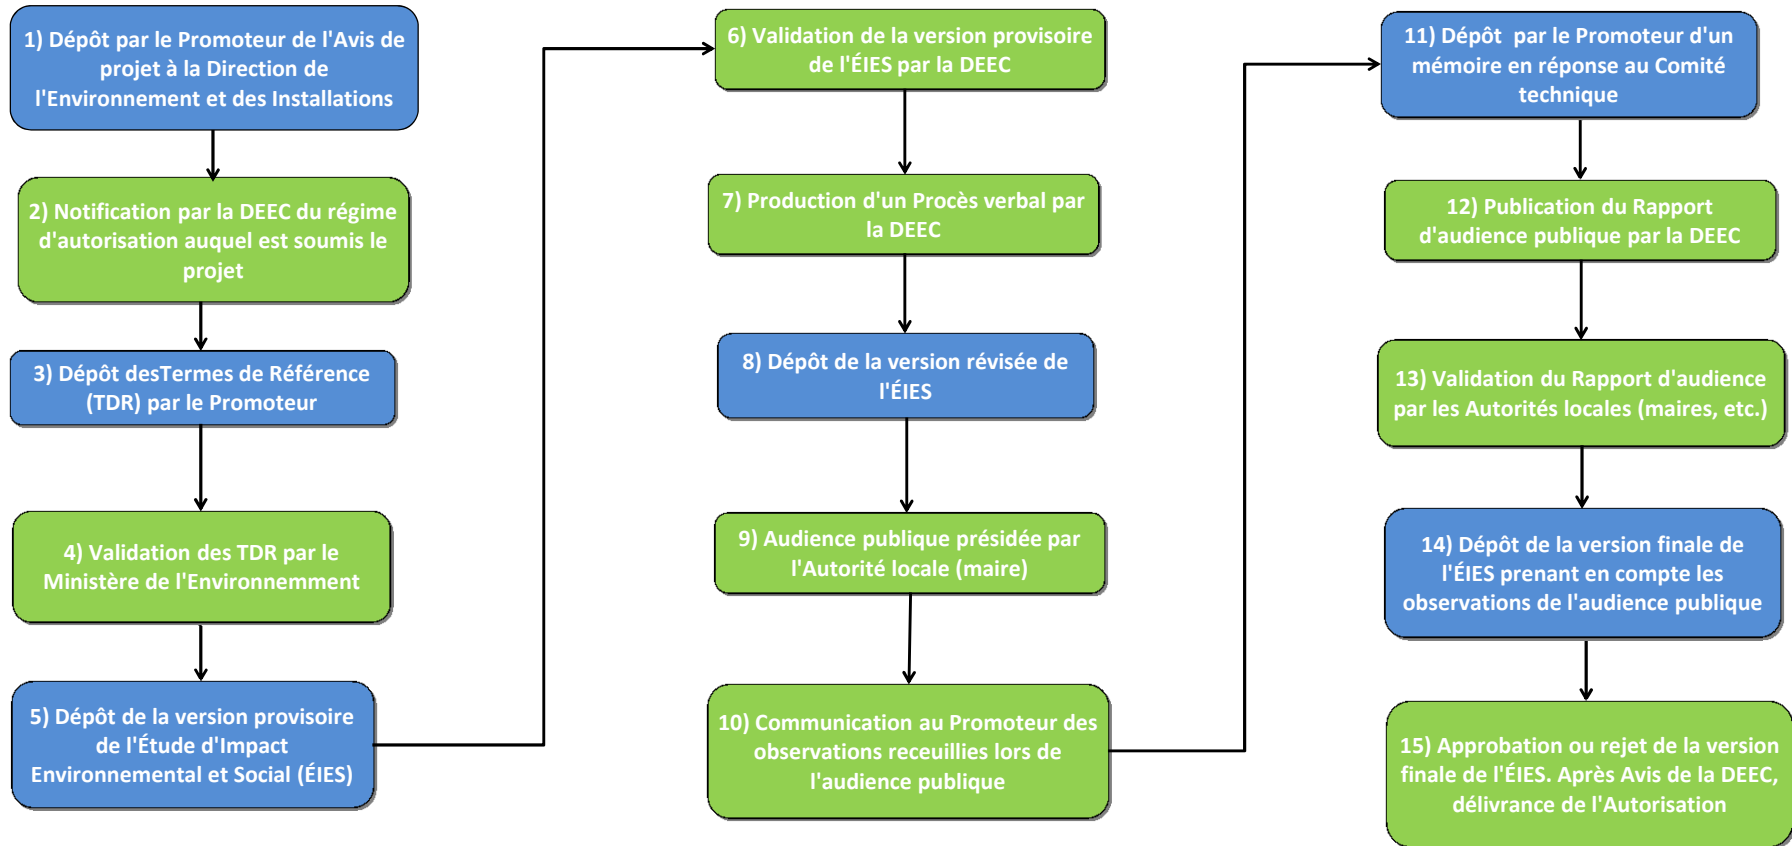 1) Dépôt par le Promoteur de l'Avis de
projet à la Direction de
l'Environnement et des Installations
2) Notification par la DEEC du régime
d'autorisation auquel est soumis le
projet
3) Dépôt desTermes de Référence
(TDR) par le Promoteur
4) Validation des TDR par le
Ministère de l'Environnemment
5) Dépôt de la version provisoire
de l'Étude d'Impact
Environnemental et Social (ÉIES)
6) Validation de la version provisoire
de l'ÉIES par la DEEC
7) Production d'un Procès verbal par
la DEEC
8) Dépôt de la version révisée de
l'ÉIES
9) Audience publique présidée par
l'Autorité locale (maire)
10) Communication au Promoteur des
observations receuillies lors de
l'audience publique
11) Dépôt  par le Promoteur d'un
mémoire en réponse au Comité
technique
12) Publication du Rapport
d'audience publique par la DEEC
13) Validation du Rapport d'audience
par les Autorités locales (maires, etc.)
14) Dépôt de la version finale de
l'ÉIES prenant en compte les
observations de l'audience publique
15) Approbation ou rejet de la version
finale de l'ÉIES. Après Avis de la DEEC,
délivrance de l'Autorisation